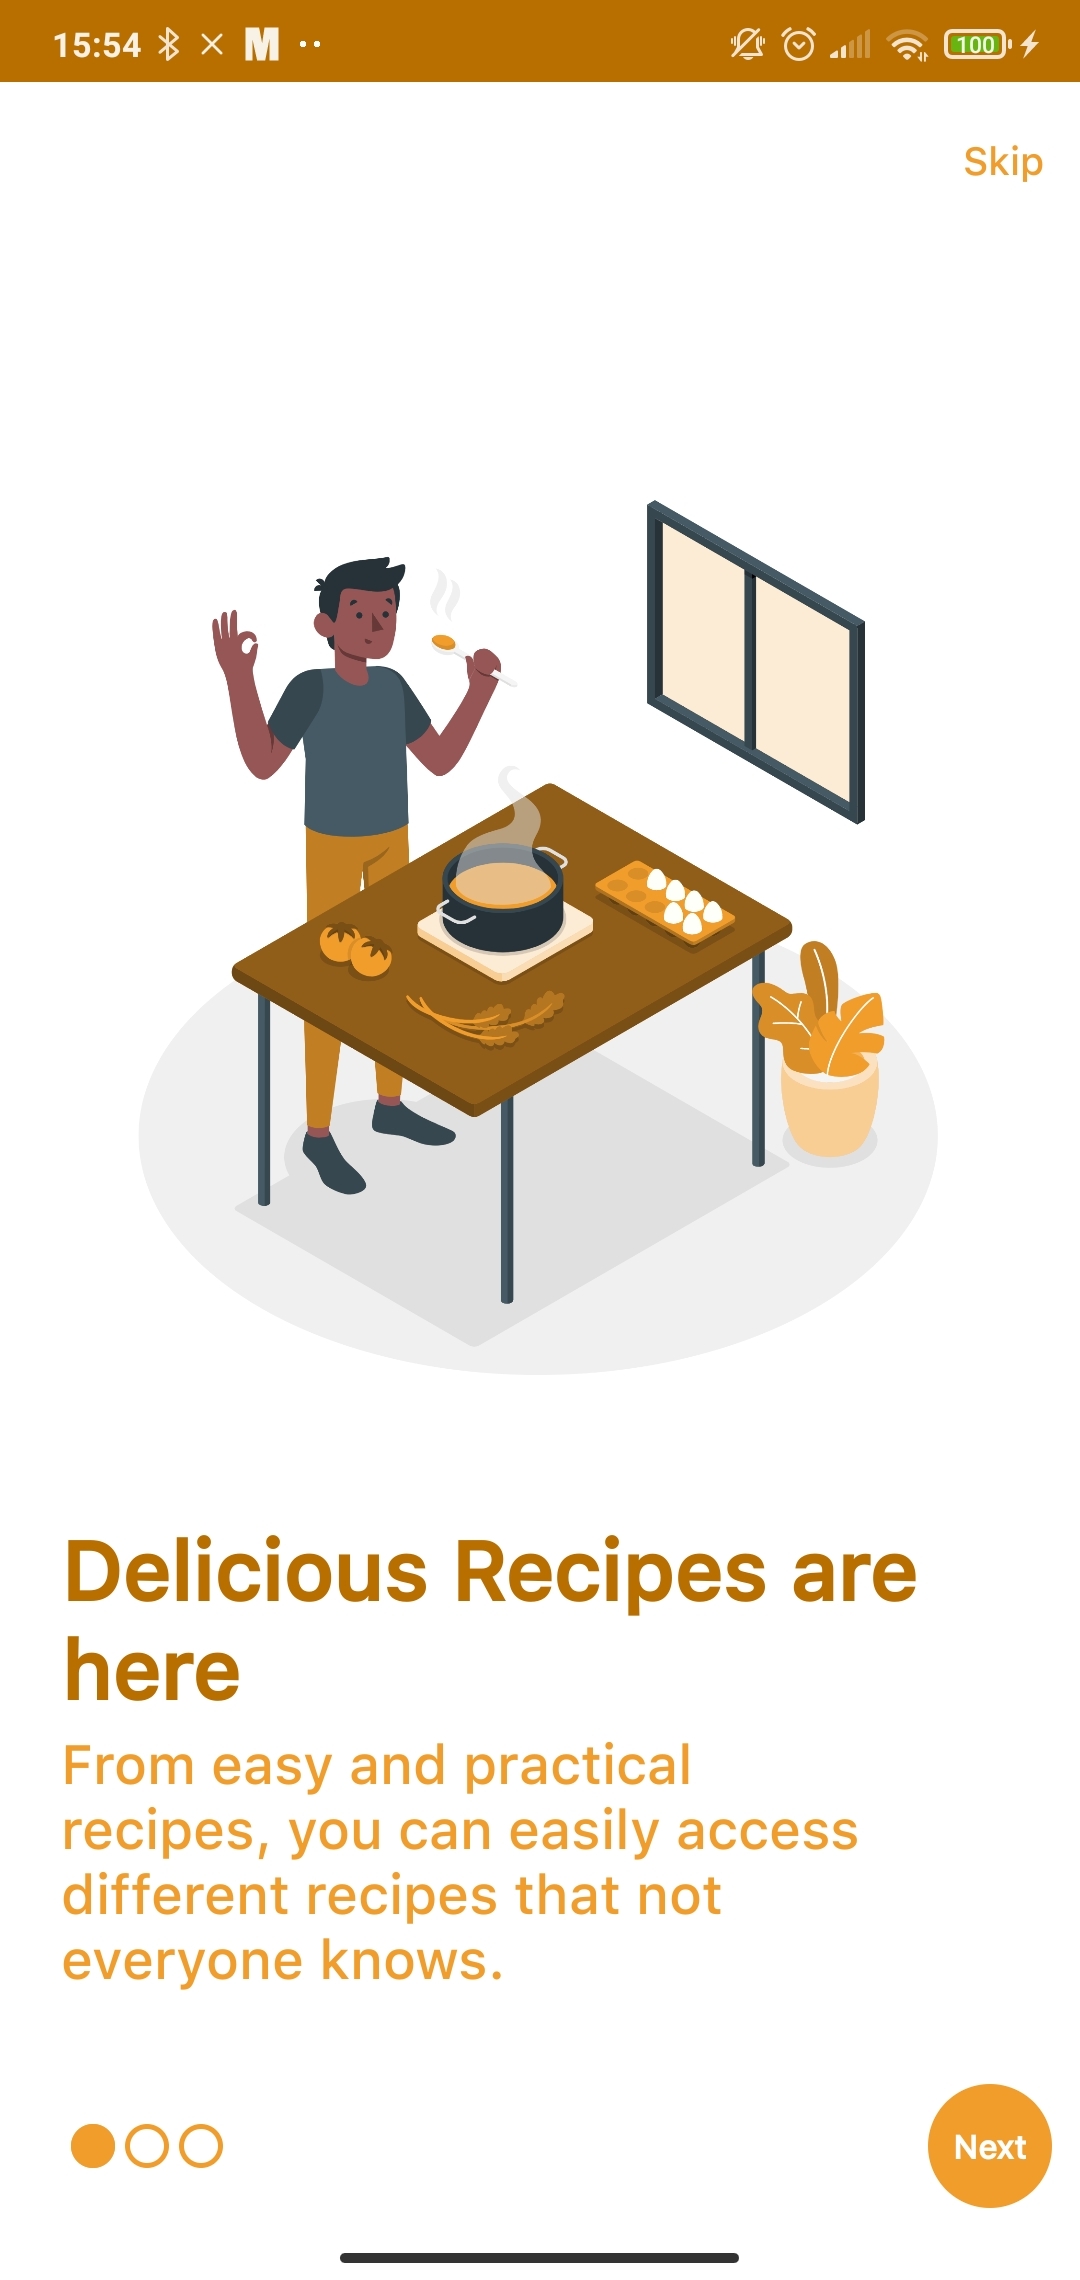 15:54
100
Skip
Delicious Recipes are
here
From easy and practical
recipes, you can easily access
different recipes that not
everyone knows.
Next